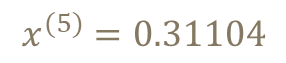 x⁽⁵⁾ = 0.31104